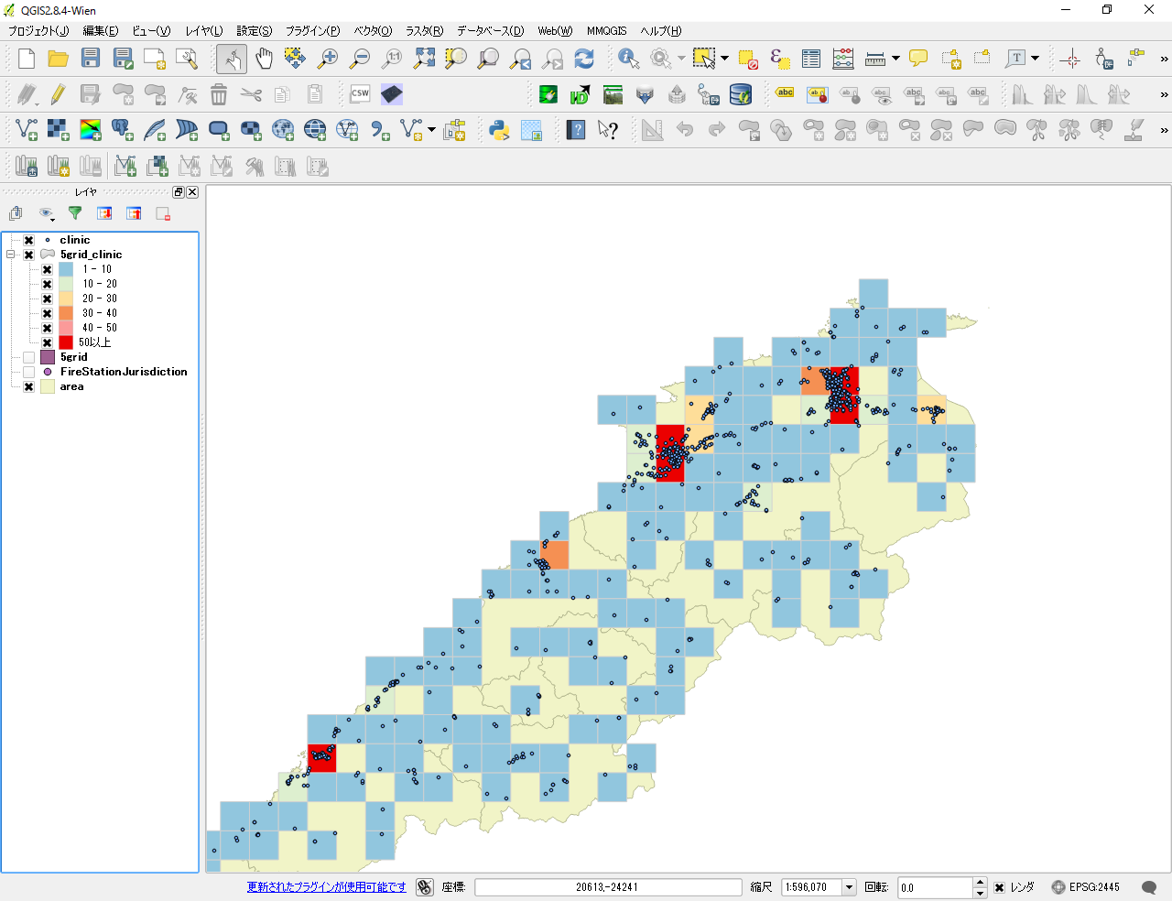 QGIS2.8.4-Wien
プロジェクト(J) 編集(E) ビュー(V) レイヤ(L) 設定(S) プラグイン(P) ベクタ(O) ラスタ(R) データベース(D) Web(W) MMQGIS ヘルプ(H)
CSW abc
レイヤ
clinic
5grid_clinic
1 - 10
10 - 20
20 - 30
30 - 40
40 - 50
50以上
5grid
FireStationJurisdiction
area
更新されたプラグインが使用可能です 座標: 20613,-24241 縮尺 1:596,070 回転: 0.0 レンダ EPSG:2445